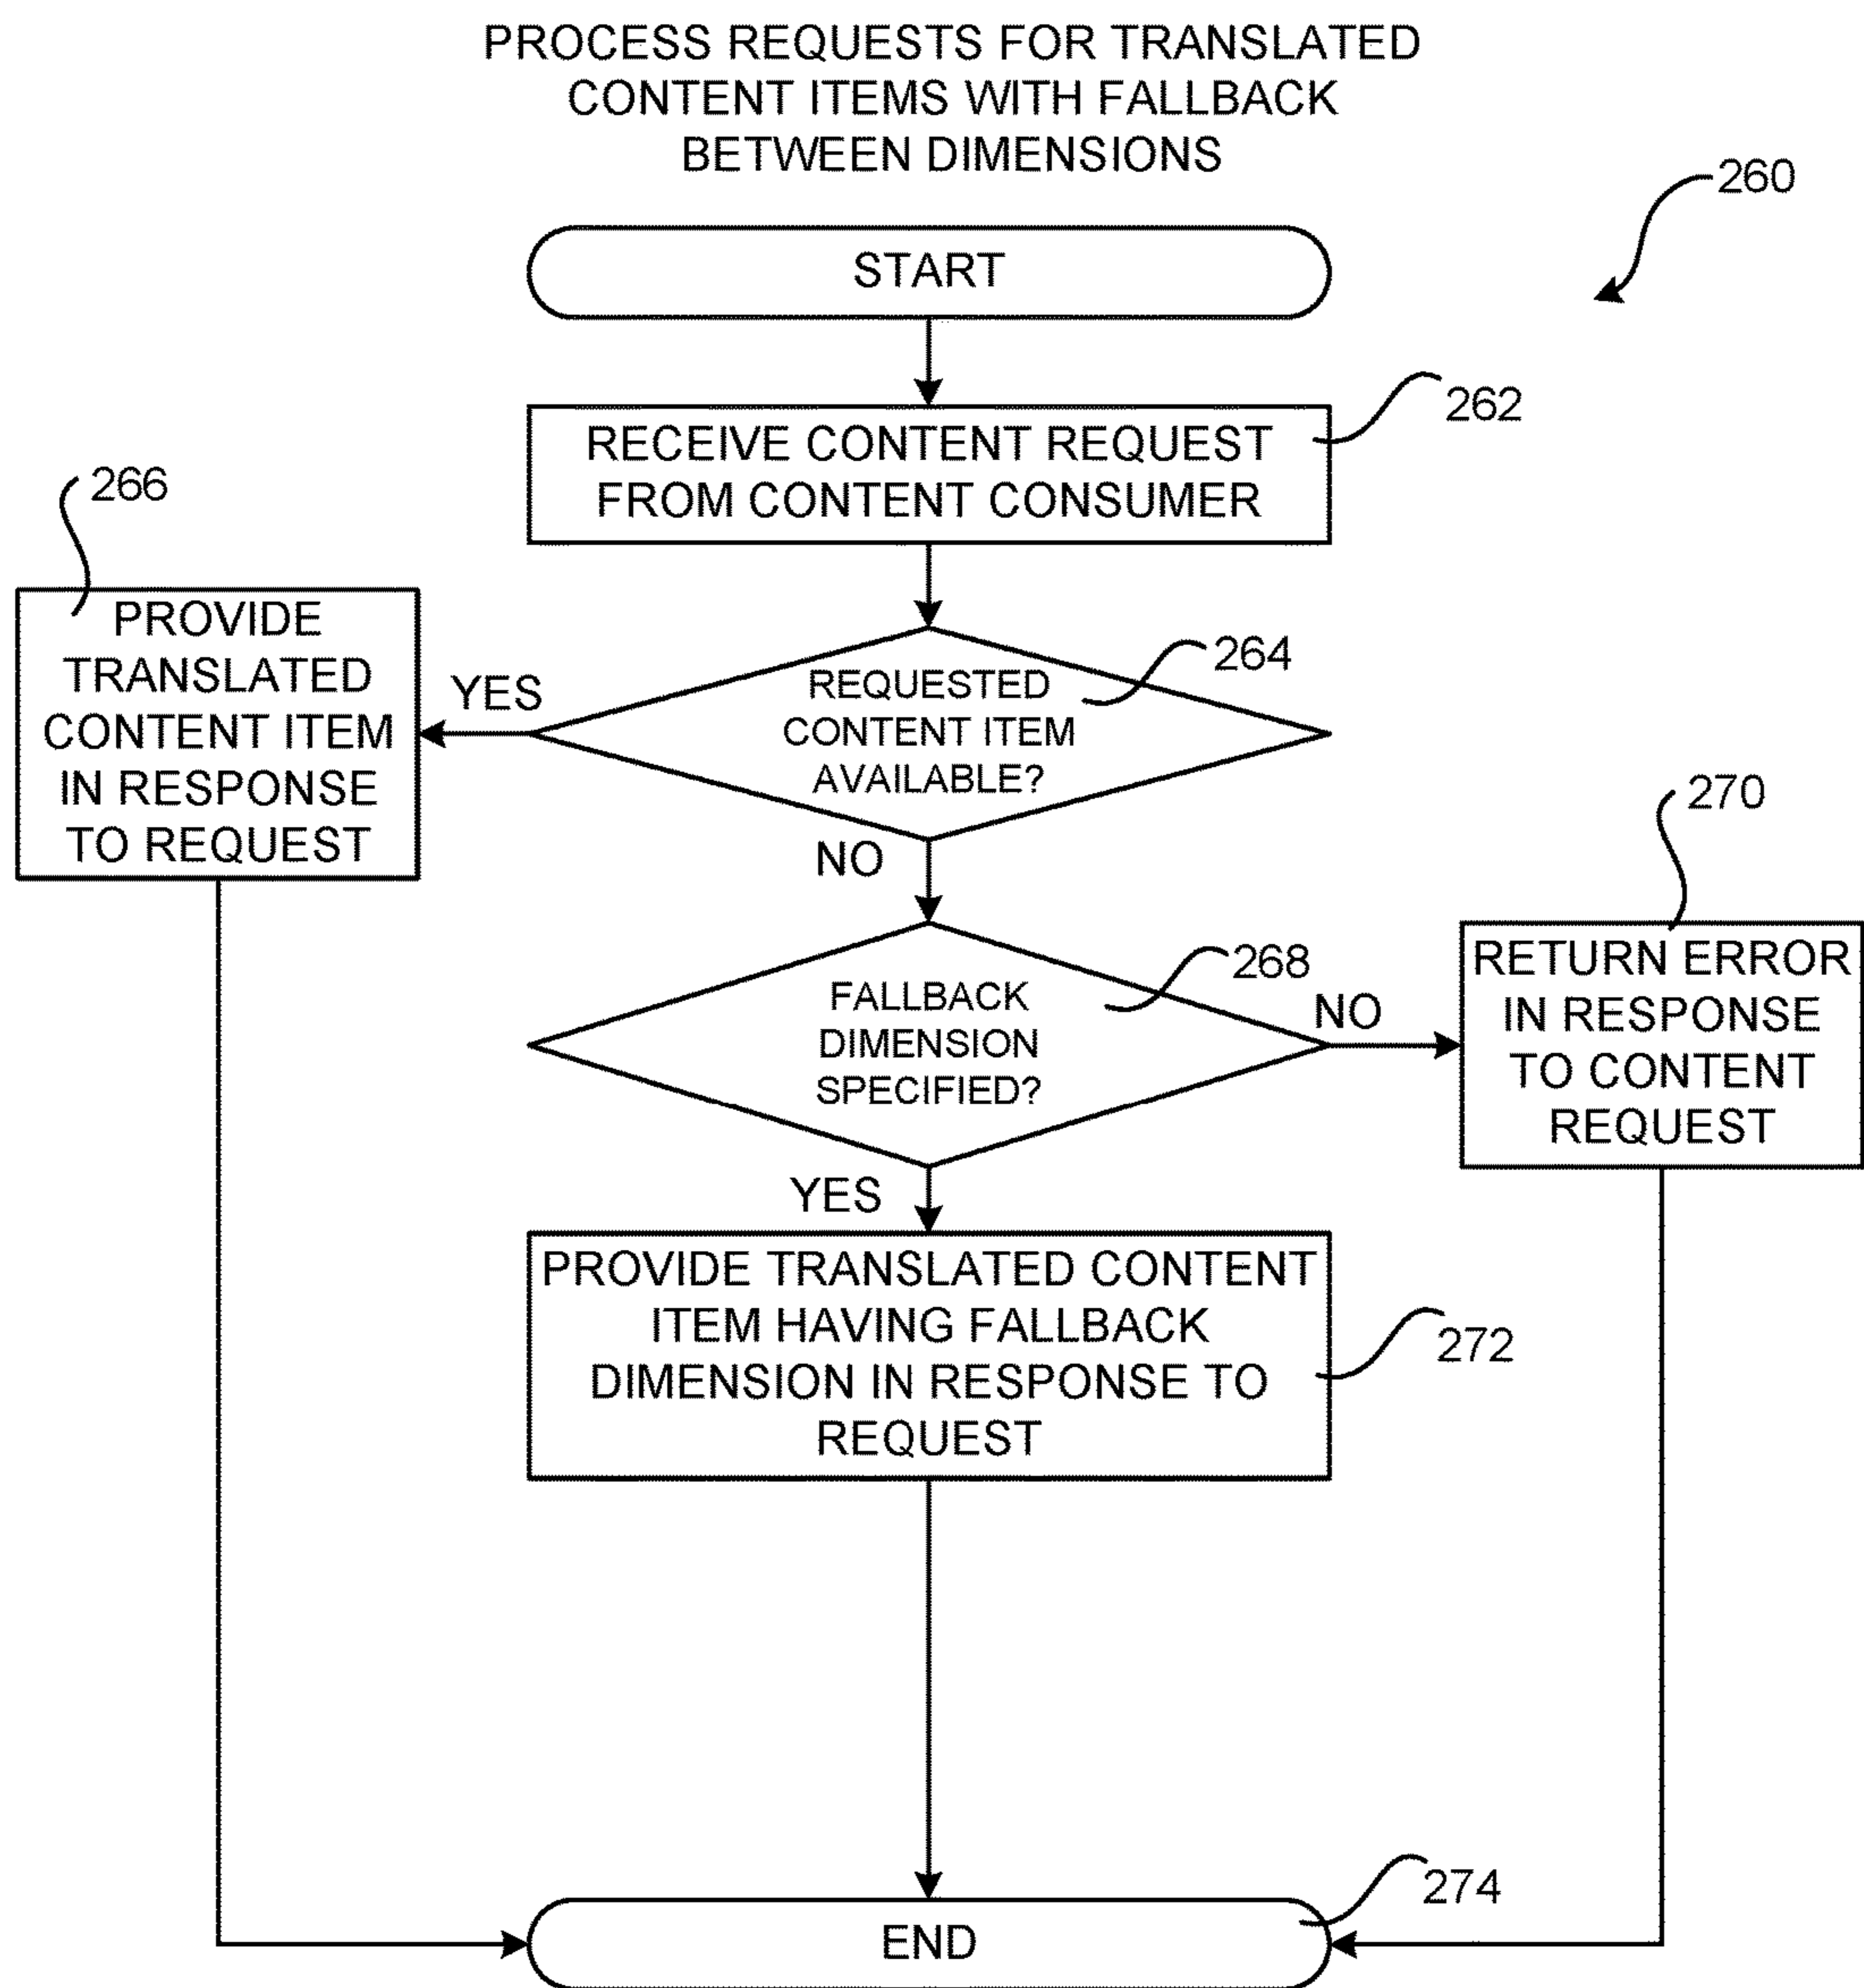 PROCESS REQUESTS FOR TRANSLATED
CONTENT ITEMS WITH FALLBACK
BETWEEN DIMENSIONS
260
START
262
RECEIVE CONTENT REQUEST
FROM CONTENT CONSUMER
266
PROVIDE
TRANSLATED
CONTENT ITEM
IN RESPONSE
TO REQUEST
YES
264
REQUESTED
CONTENT ITEM
AVAILABLE?
NO
270
268
FALLBACK
DIMENSION
SPECIFIED?
NO
RETURN ERROR
IN RESPONSE
TO CONTENT
REQUEST
YES
PROVIDE TRANSLATED CONTENT
ITEM HAVING FALLBACK
DIMENSION IN RESPONSE TO
REQUEST
272
274
END